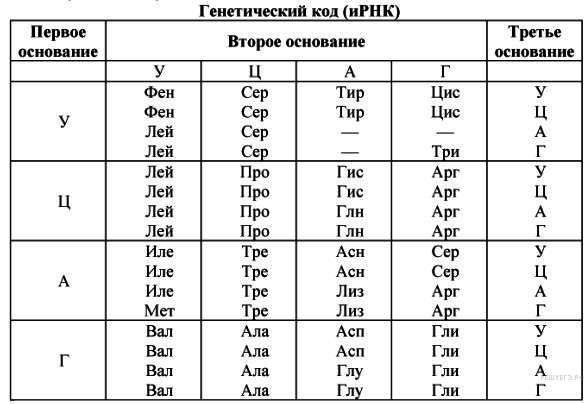 Генетический код (иРНК)
Первое основание Второе основание Третье основание
У Ц А Г
У
Фен Сер Тир Цис У
Фен Сер Тир Цис Ц
Лей Сер — — А
Лей Сер — Три Г
Ц
Лей Про Гис Арг У
Лей Про Гис Арг Ц
Лей Про Глн Арг А
Лей Про Глн Арг Г
А
Иле Тре Асн Сер У
Иле Тре Асн Сер Ц
Иле Тре Лиз Арг А
Мет Тре Лиз Арг Г
Г
Вал Ала Асп Гли У
Вал Ала Асп Гли Ц
Вал Ала Глу Гли А
Вал Ала Глу Гли Г
РЕШУЕГЭ.РФ